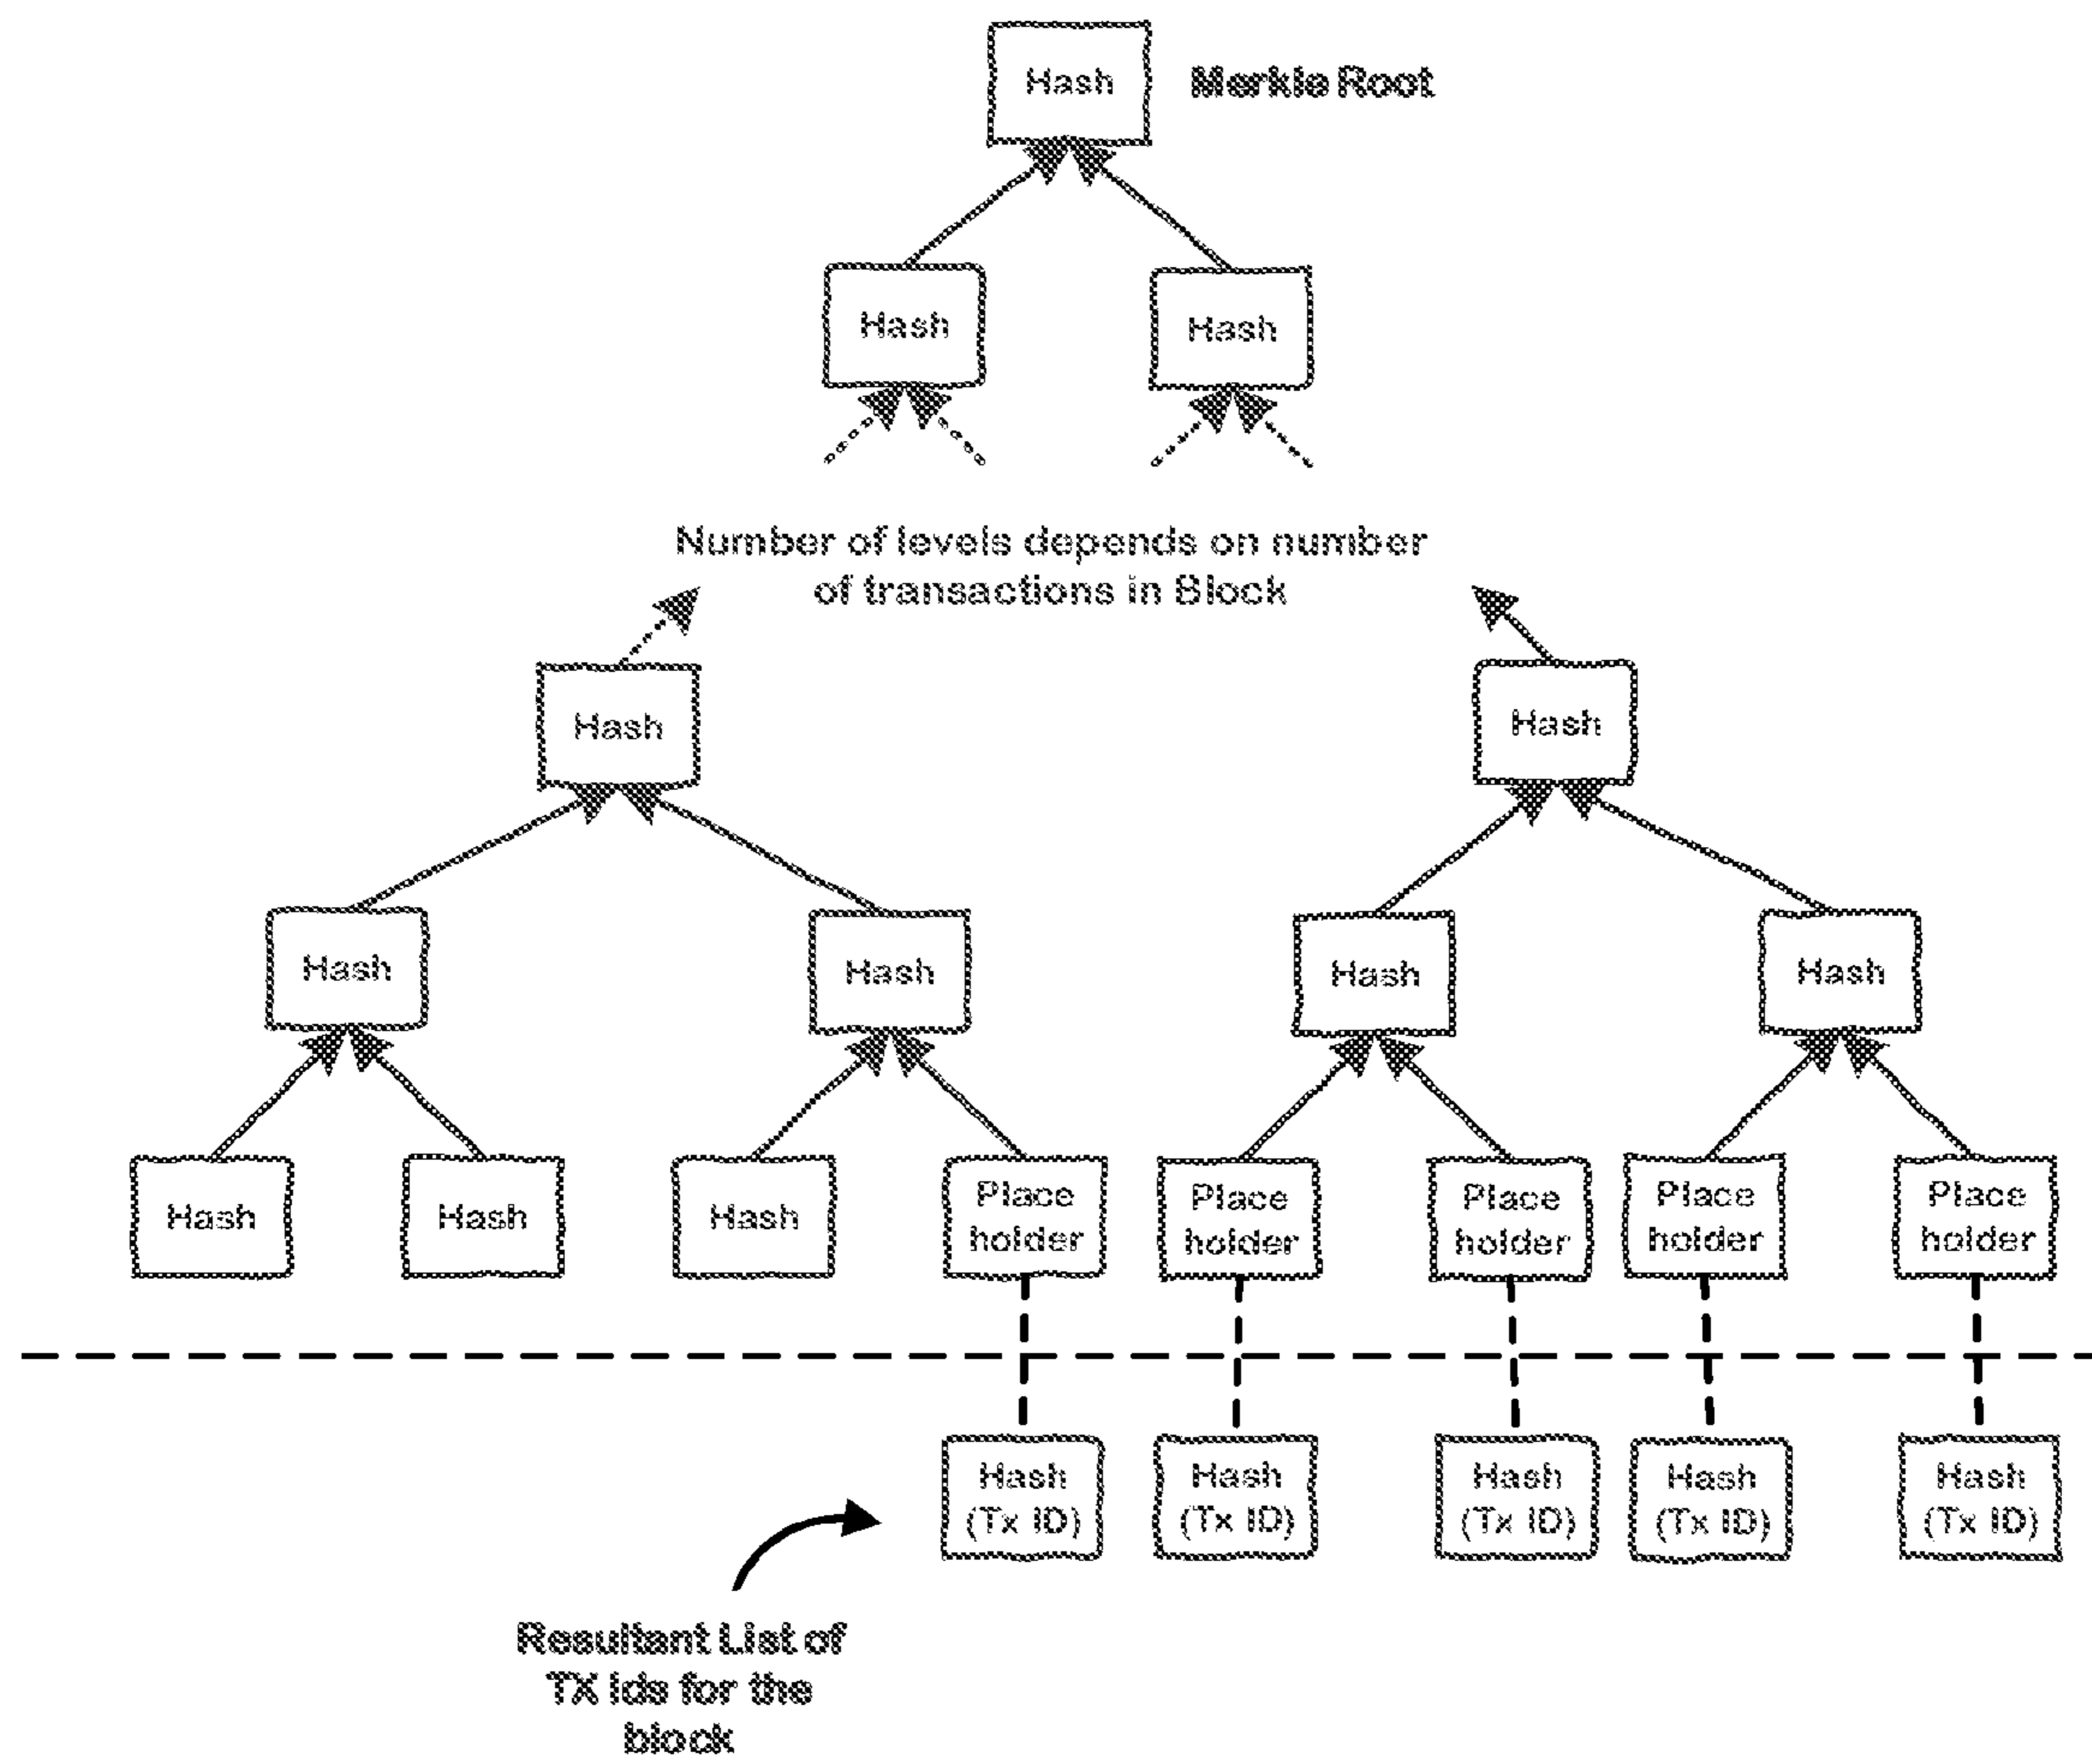 Hash
Merkle Root
Hash
Hash
Number of levels depends on number
of transactions in Block
Hash
Hash
Hash
Hash
Hash
Hash
Hash
Hash
Hash
Place
holder
Place
holder
Place
holder
Place
holder
Place
holder
Hash
(Tx ID)
Hash
(Tx ID)
Hash
(Tx ID)
Hash
(Tx ID)
Hash
(Tx ID)
Resultant List of
TX ids for the
block